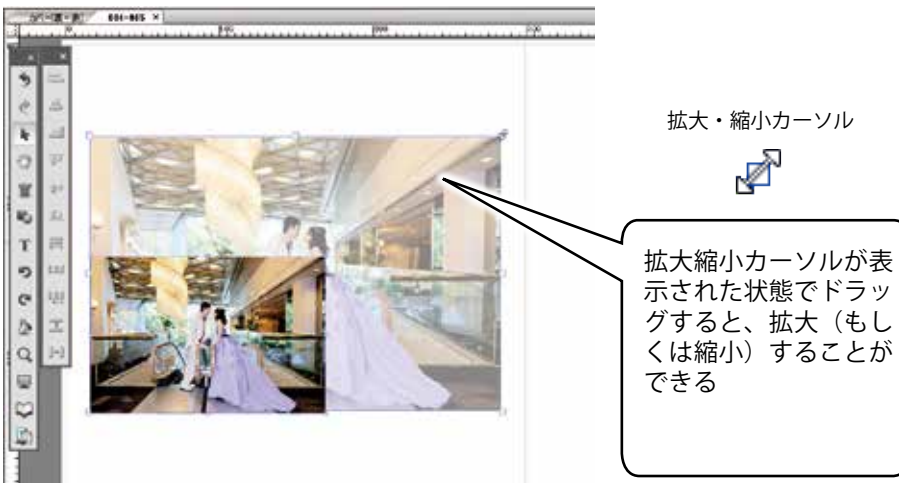 001-005 ×
拡大・縮小カーソル
拡大縮小カーソルが表
示された状態でドラッ
グすると、拡大（もし
くは縮小）することが
できる
T